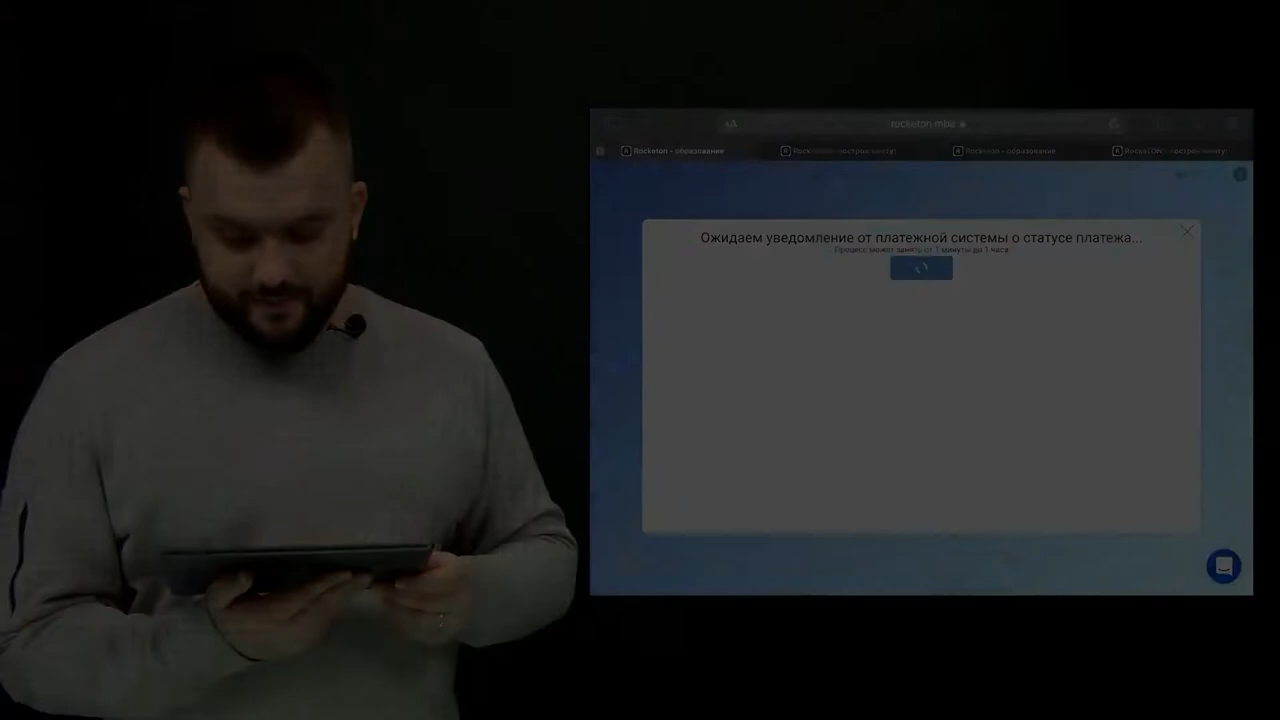 AA rocketon.mba
Rocketon - образование
Rocketon - образование
Ожидаем уведомление от платежной системы о статусе платежа...
Процесс может занять от 1 минуты до 1 часа